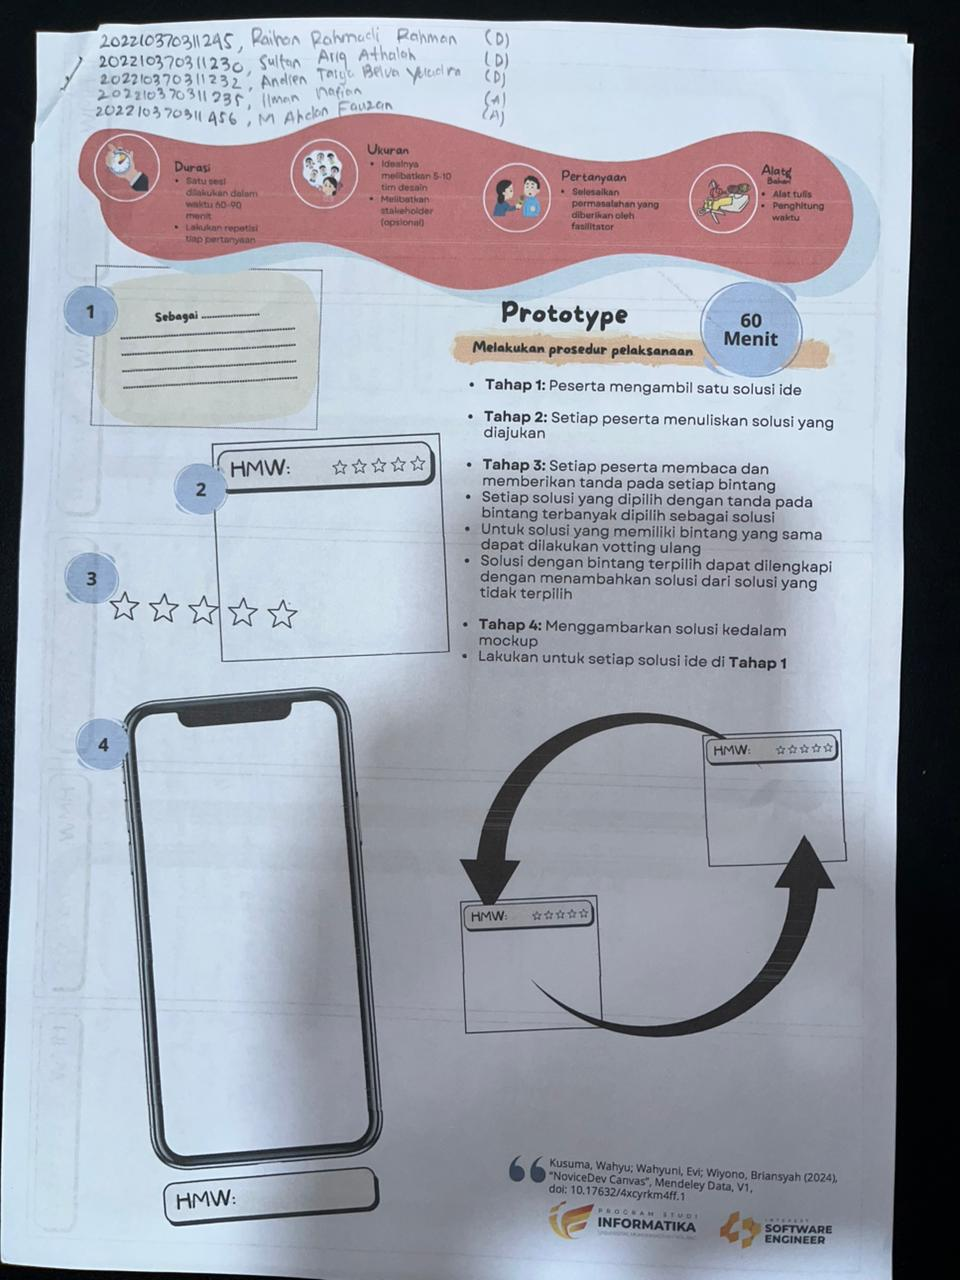 202210370311245, Raihan Rahmadi Rahman (D)
202210370311230, Sultan Ariq Athalah (D)
202210370311232, Andien (D)
202210370311235, Ilman Nafian (A)
202210370311456, M Ahdan Fauzan (A)
Durasi
• Satu sesi
dilakukan dalam
waktu 60-90
menit
• Lakukan repetisi
tiap pertanyaan
Ukuran
• Idealnya
melibatkan 5-10
tim desain
• Melibatkan
stakeholder
(opsional)
Pertanyaan
• Selesaikan
permasalahan yang
diberikan oleh
fasilitator
Alat&
Bahan
• Alat tulis
• Penghitung
waktu
1
Sebagai ...............
Prototype
Melakukan prosedur pelaksanaan
60
Menit
• Tahap 1: Peserta mengambil satu solusi ide
• Tahap 2: Setiap peserta menuliskan solusi yang
diajukan
• Tahap 3: Setiap peserta membaca dan
memberikan tanda pada setiap bintang
• Setiap solusi yang dipilih dengan tanda pada
bintang terbanyak dipilih sebagai solusi
• Untuk solusi yang memiliki bintang yang sama
dapat dilakukan votting ulang
• Solusi dengan bintang terpilih dapat dilengkapi
dengan menambahkan solusi dari solusi yang
tidak terpilih
• Tahap 4: Menggambarkan solusi kedalam
mockup
• Lakukan untuk setiap solusi ide di Tahap 1
2
HMW:
3
4
HMW:
HMW:
HMW:
Kusuma, Wahyu; Wahyuni, Evi; Wiyono, Briansyah (2024),
"NoviceDev Canvas", Mendeley Data, V1,
doi: 10.17632/4xcyrkm4ff.1
PROGRAM STUDI
INFORMATIKA
INTEREST
SOFTWARE
ENGINEER